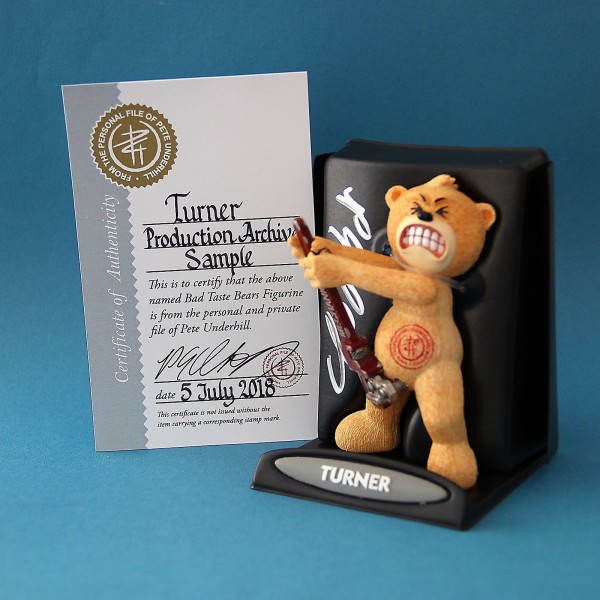 FROM THE PERSONAL FILE OF PETE UNDERHILL
Certificate of Authenticity
Turner
Production Archive
Sample
This is to certify that the above
named Bad Taste Bears Figurine
is from the personal and private
file of Pete Underhill.
date 5 July 2018
This certificate is not issued without the
item carrying a corresponding stamp mark.
TURNER